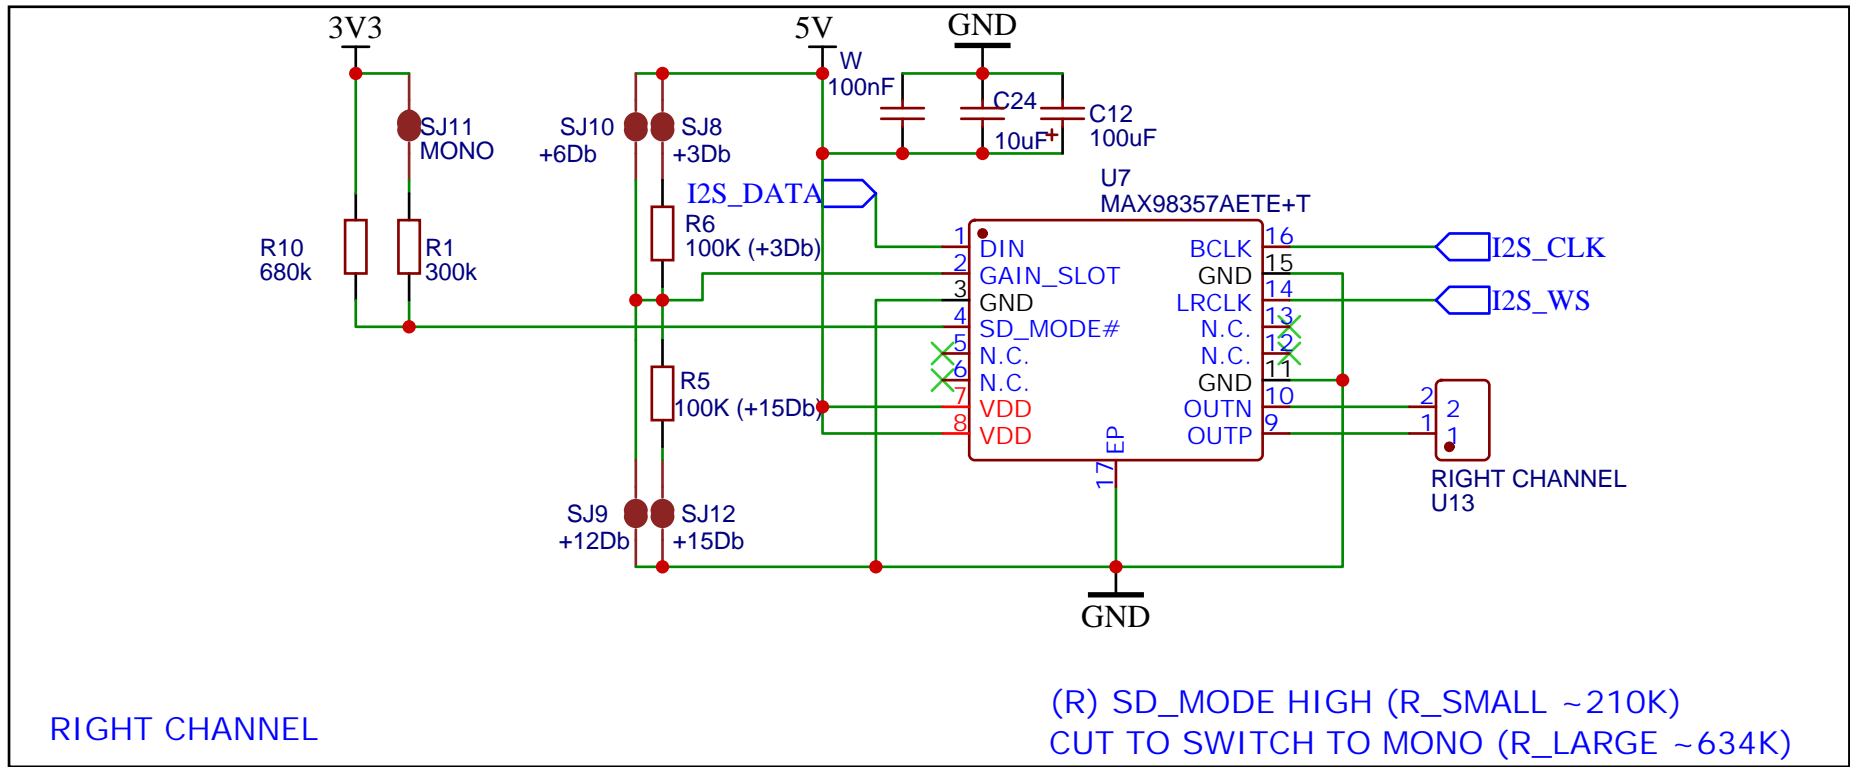 3V3
5V
GND
W
100nF
C24
10uF
+
C12
100uF
SJ11
MONO
SJ10
+6Db
SJ8
+3Db
I2S_DATA
U7
MAX98357AETE+T
R10
680k
R1
300k
R6
100K (+3Db)
R5
100K (+15Db)
1 DIN
2 GAIN_SLOT
3 GND
4 SD_MODE#
5 N.C.
6 N.C.
7 VDD
8 VDD
BCLK 16
GND 15
LRCLK 14
N.C. 13
N.C. 12
GND 11
OUTN 10
OUTP 9
EP 17
I2S_CLK
I2S_WS
2 2
1 1
RIGHT CHANNEL
U13
SJ9
+12Db
SJ12
+15Db
GND
RIGHT CHANNEL
(R) SD_MODE HIGH (R_SMALL ~210K)
CUT TO SWITCH TO MONO (R_LARGE ~634K)